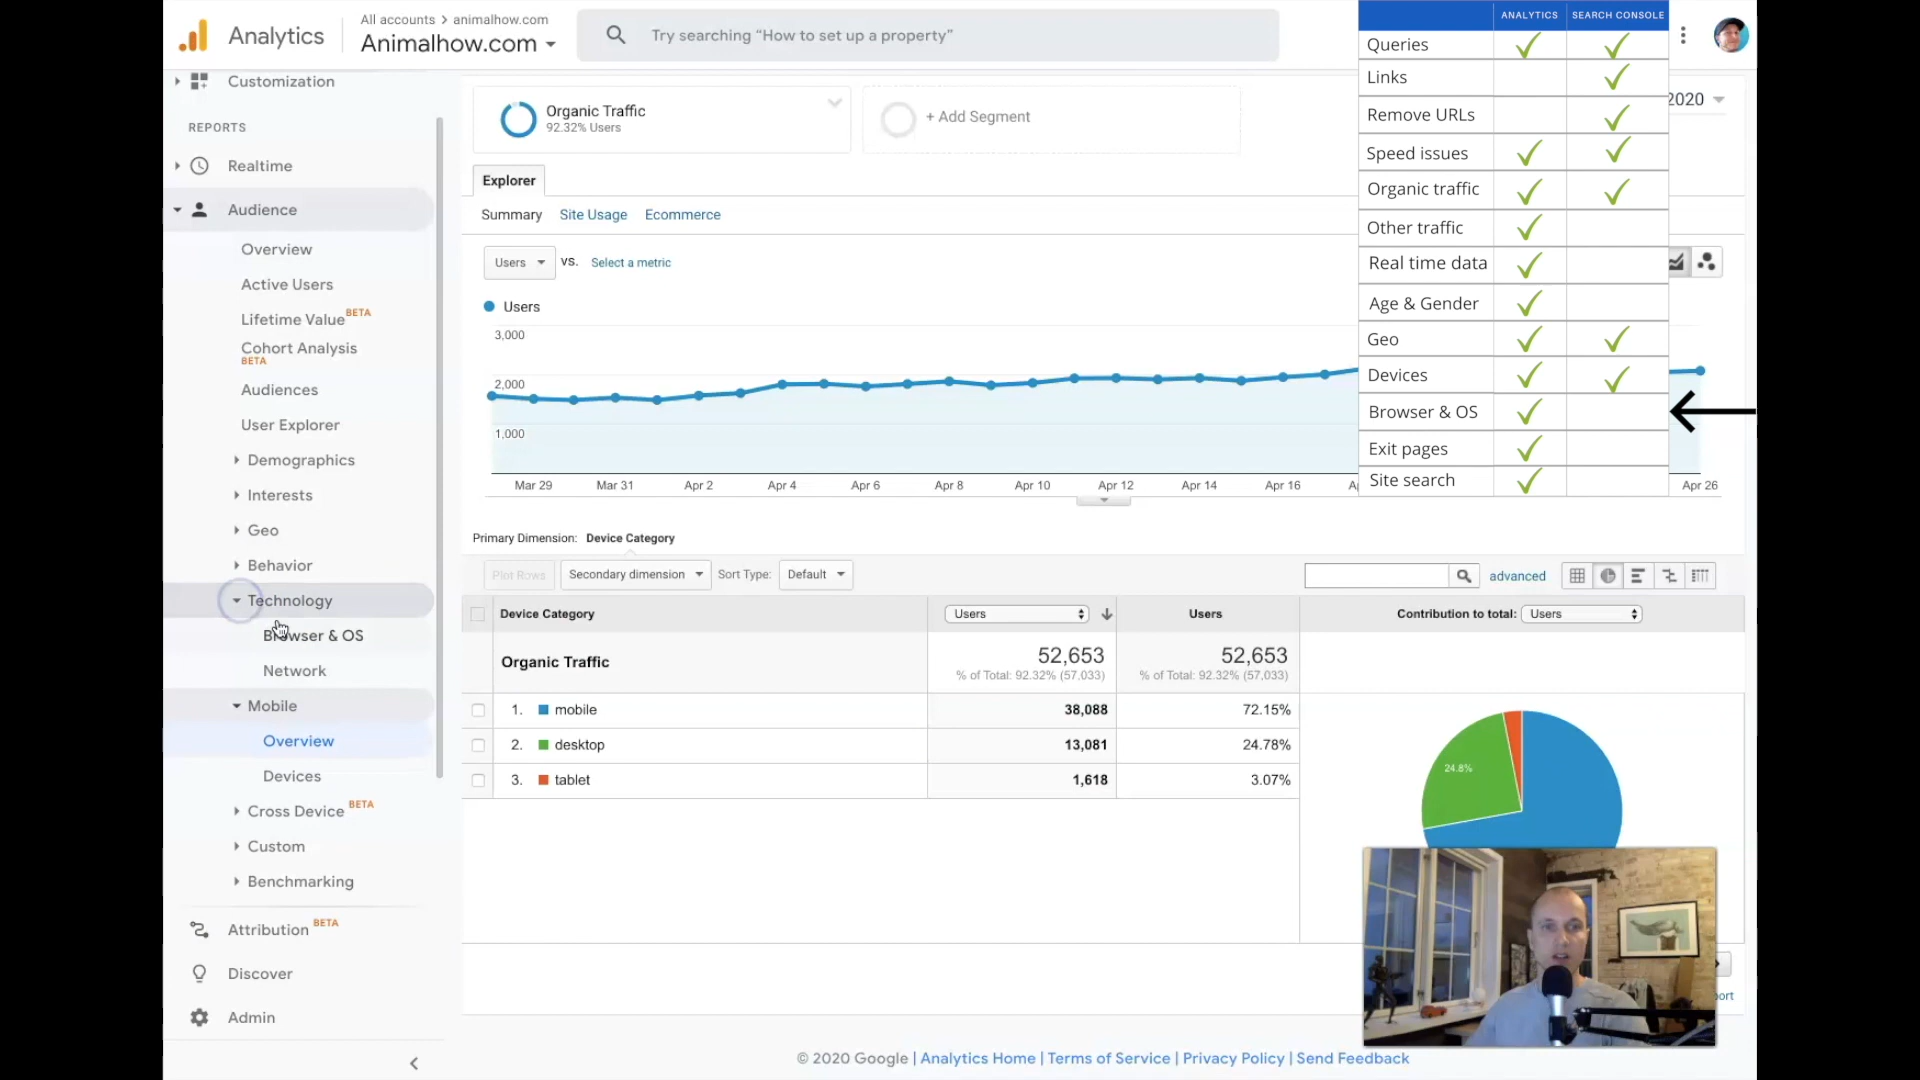 Analytics
All accounts > animalhow.com
Animalhow.com
Try searching "How to set up a property"
ANALYTICS SEARCH CONSOLE
Queries
Links
Remove URLs
Speed issues
Organic traffic
Other traffic
Real time data
Age & Gender
Geo
Devices
Browser & OS
Exit pages
Site search
2020
Customization
REPORTS
Realtime
Audience
Overview
Active Users
Lifetime Value BETA
Cohort Analysis
BETA
Audiences
User Explorer
Demographics
Interests
Geo
Behavior
Technology
Browser & OS
Network
Mobile
Overview
Devices
Cross Device BETA
Custom
Benchmarking
Attribution BETA
Discover
Admin
Organic Traffic
92.32% Users
+ Add Segment
Explorer
Summary Site Usage Ecommerce
Users VS. Select a metric
Users
3,000
2,000
1,000
Mar 29 Mar 31 Apr 2 Apr 4 Apr 6 Apr 8 Apr 10 Apr 12 Apr 14 Apr 16 Apr 26
Primary Dimension: Device Category
Plot Rows Secondary dimension Sort Type: Default advanced
Device Category Users Users Contribution to total: Users
Organic Traffic 52,653 52,653
% of Total: 92.32% (57,033) % of Total: 92.32% (57,033)
1. mobile 38,088 72.15%
2. desktop 13,081 24.78%
3. tablet 1,618 3.07%
24.8%
© 2020 Google | Analytics Home | Terms of Service | Privacy Policy | Send Feedback